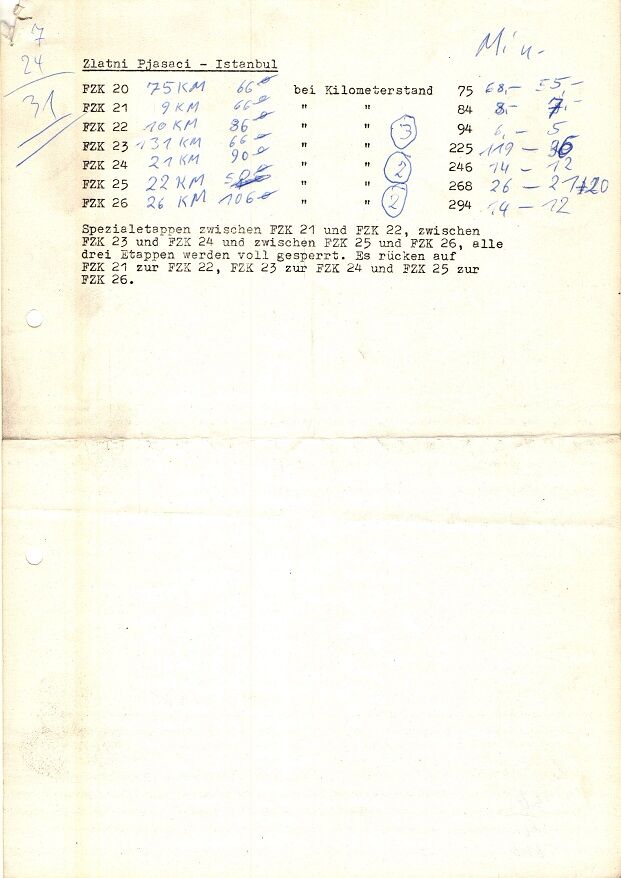 7
24
31
Min.
Zlatni Pjasaci - Istanbul
FZK 20 75 KM 66 ø bei Kilometerstand 75 68,- 55,-
FZK 21 9 KM 66 ø " " 84 8,- 7,-
FZK 22 10 KM 86 ø " " 3 94 6,- 5
FZK 23 131 KM 66 ø " " 225 119 - 96
FZK 24 21 KM 90 ø " " 2 246 14 - 12
FZK 25 22 KM " " 268 26 - 21 +20
FZK 26 26 KM 106 ø " " 2 294 14 - 12
Spezialetappen zwischen FZK 21 und FZK 22, zwischen
FZK 23 und FZK 24 und zwischen FZK 25 und FZK 26, alle
drei Etappen werden voll gesperrt. Es rücken auf
FZK 21 zur FZK 22, FZK 23 zur FZK 24 und FZK 25 zur
FZK 26.